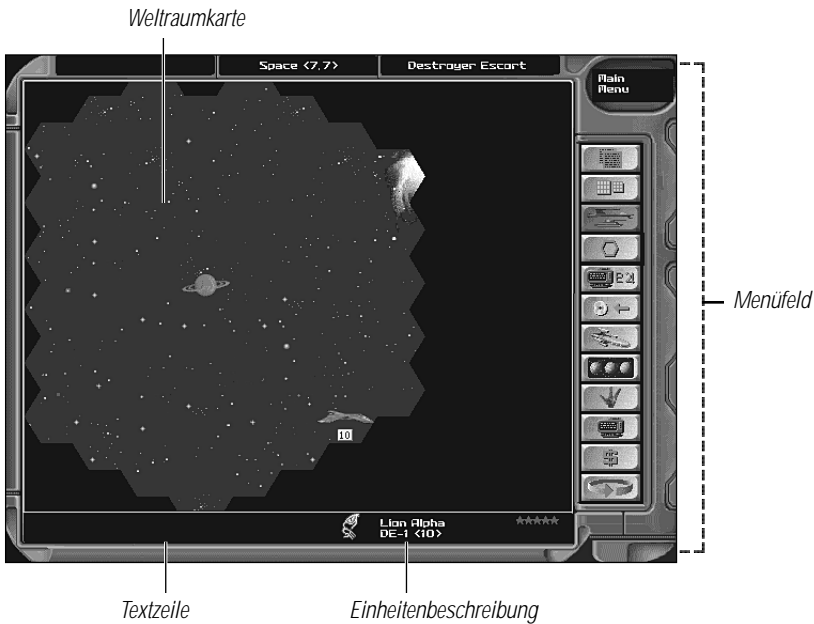 Weltraumkarte
Space <7,7>
Destroyer Escort
Main
Menu
Menüfeld
10
Lion Alpha
DE-1 <10>
Textzeile
Einheitenbeschreibung